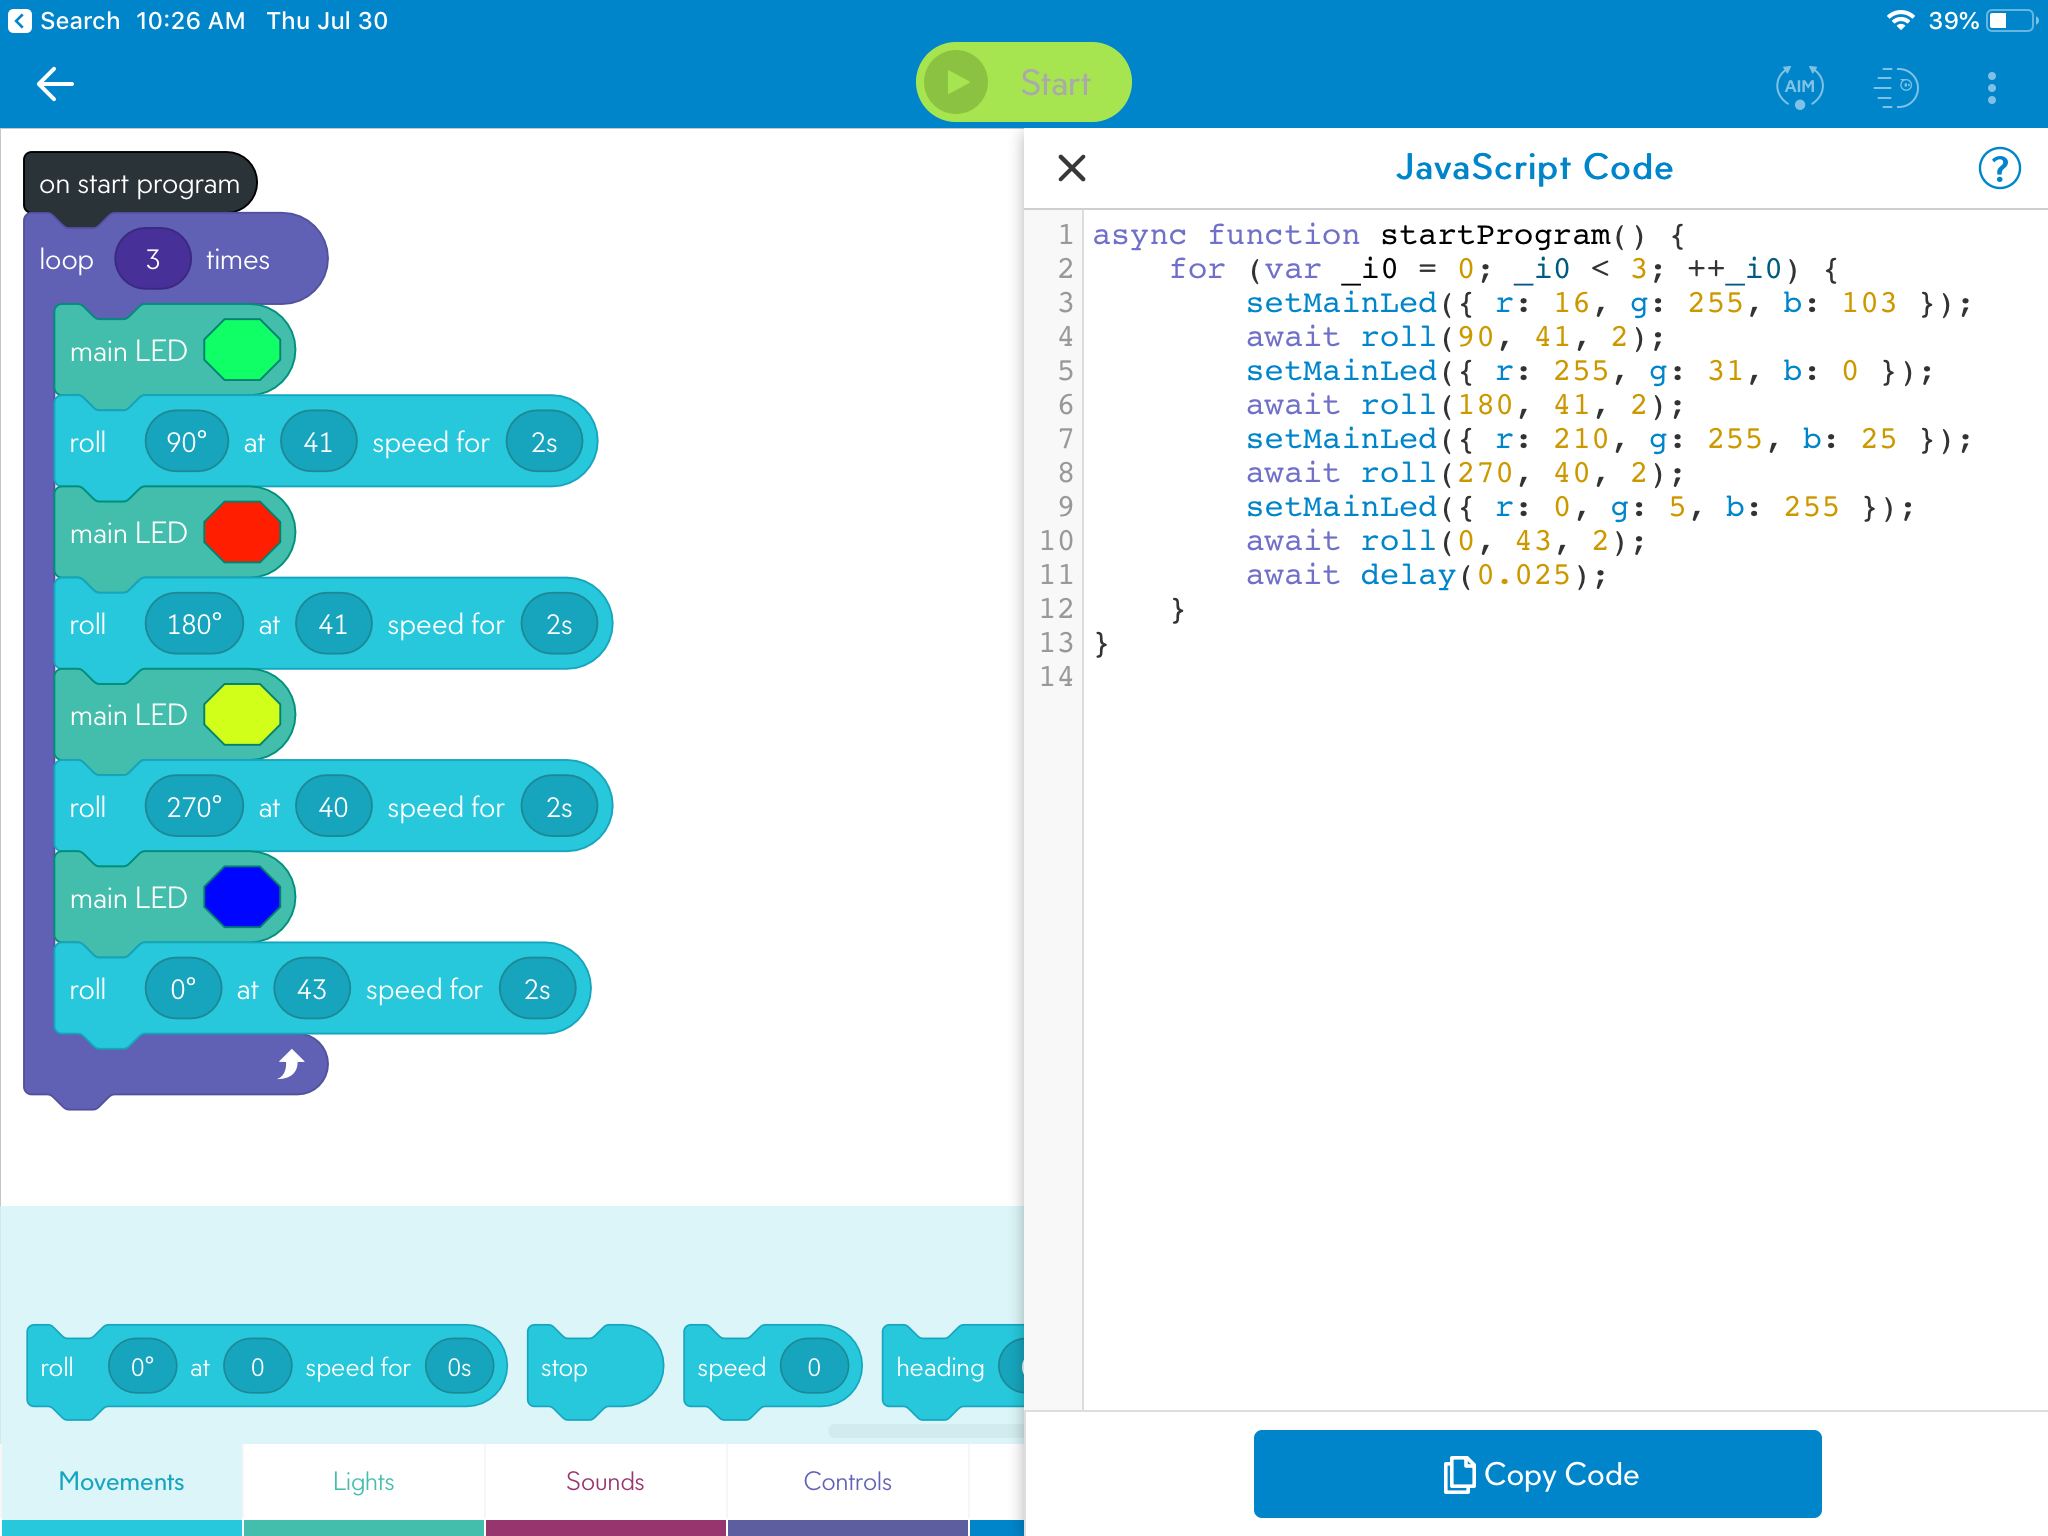 Search 10:26 AM Thu Jul 30
39%
Start
AIM
on start program
loop 3 times
main LED
roll 90° at 41 speed for 2s
main LED
roll 180° at 41 speed for 2s
main LED
roll 270° at 40 speed for 2s
main LED
roll 0° at 43 speed for 2s
roll 0° at 0 speed for 0s
stop
speed 0
heading
Movements
Lights
Sounds
Controls
JavaScript Code
?
1 async function startProgram() {
2     for (var _i0 = 0; _i0 < 3; ++_i0) {
3         setMainLed({ r: 16, g: 255, b: 103 });
4         await roll(90, 41, 2);
5         setMainLed({ r: 255, g: 31, b: 0 });
6         await roll(180, 41, 2);
7         setMainLed({ r: 210, g: 255, b: 25 });
8         await roll(270, 40, 2);
9         setMainLed({ r: 0, g: 5, b: 255 });
10         await roll(0, 43, 2);
11         await delay(0.025);
12     }
13 }
14
Copy Code